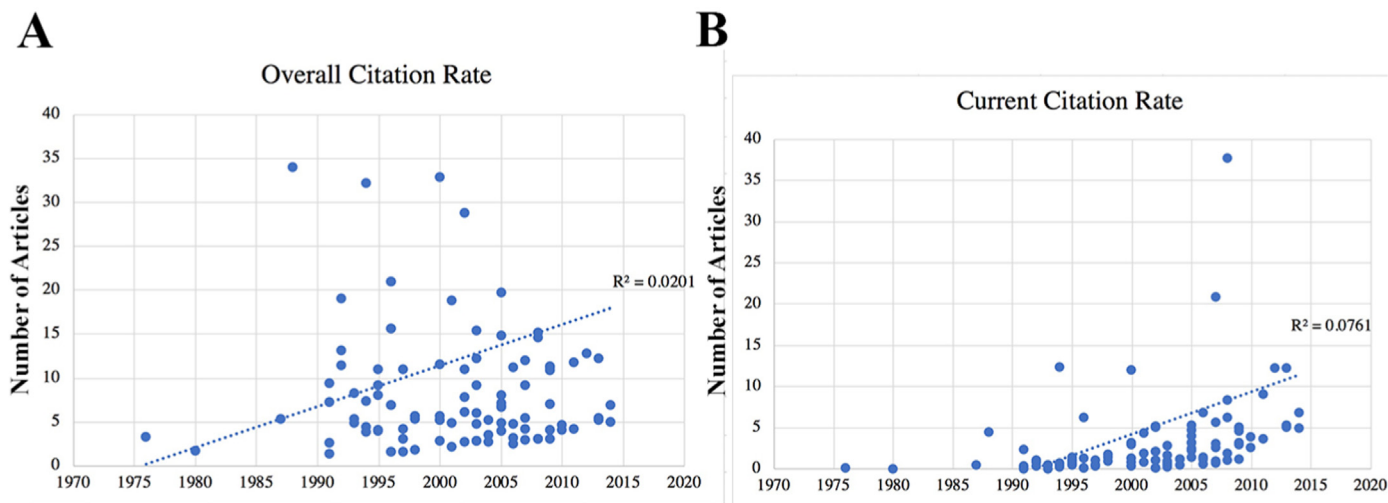 A
Overall Citation Rate
Number of Articles
40
35
30
25
20
15
10
5
0
R² = 0.0201
1970 1975 1980 1985 1990 1995 2000 2005 2010 2015 2020
B
Current Citation Rate
Number of Articles
40
35
30
25
20
15
10
5
0
R² = 0.0761
1970 1975 1980 1985 1990 1995 2000 2005 2010 2015 2020